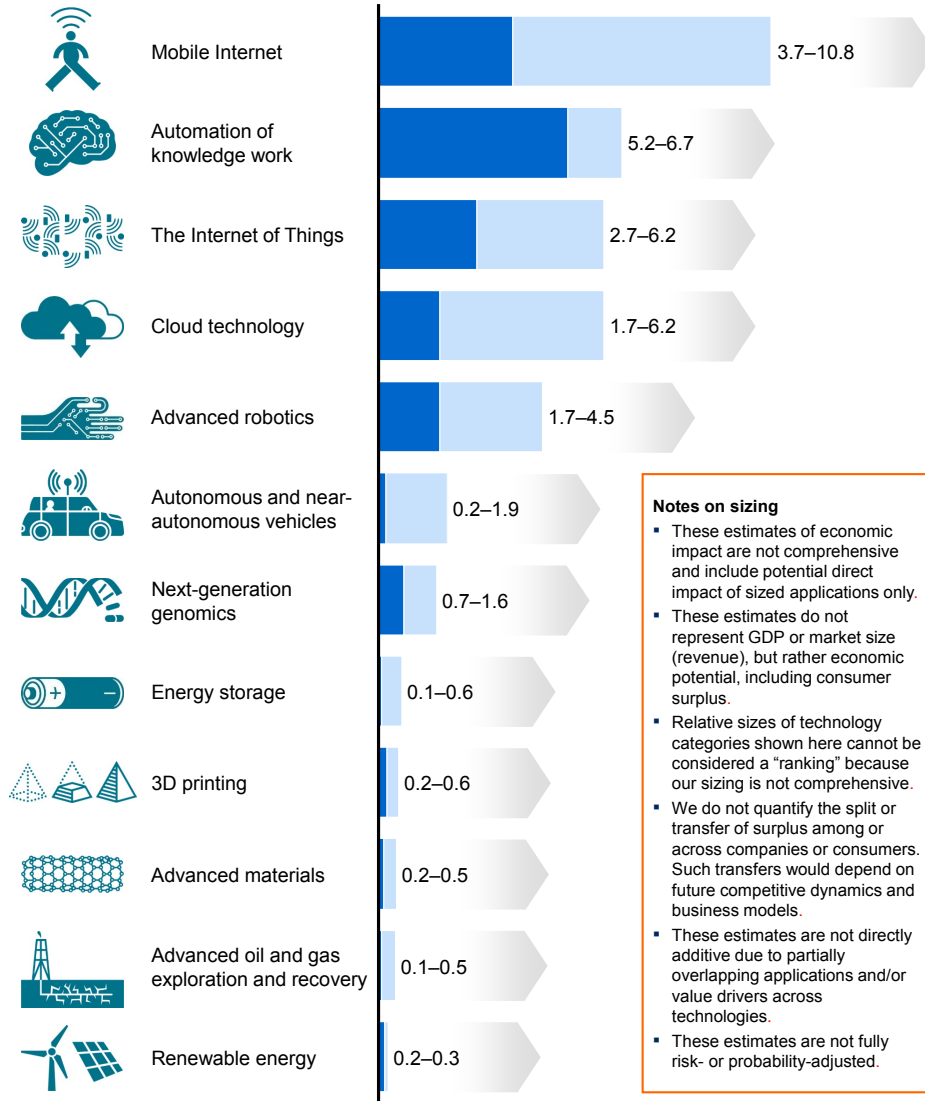 Mobile Internet
3.7–10.8
Automation of
knowledge work
5.2–6.7
The Internet of Things
2.7–6.2
Cloud technology
1.7–6.2
Advanced robotics
1.7–4.5
Autonomous and near-
autonomous vehicles
0.2–1.9
Next-generation
genomics
0.7–1.6
Energy storage
0.1–0.6
3D printing
0.2–0.6
Advanced materials
0.2–0.5
Advanced oil and gas
exploration and recovery
0.1–0.5
Renewable energy
0.2–0.3
Notes on sizing
▪ These estimates of economic
impact are not comprehensive
and include potential direct
impact of sized applications only.
▪ These estimates do not
represent GDP or market size
(revenue), but rather economic
potential, including consumer
surplus.
▪ Relative sizes of technology
categories shown here cannot be
considered a “ranking” because
our sizing is not comprehensive.
▪ We do not quantify the split or
transfer of surplus among or
across companies or consumers.
Such transfers would depend on
future competitive dynamics and
business models.
▪ These estimates are not directly
additive due to partially
overlapping applications and/or
value drivers across
technologies.
▪ These estimates are not fully
risk- or probability-adjusted.